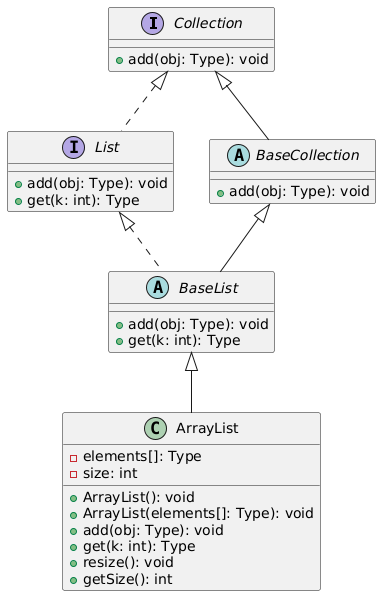 I Collection
add(obj: Type): void
I List
add(obj: Type): void
get(k: int): Type
A BaseCollection
add(obj: Type): void
A BaseList
add(obj: Type): void
get(k: int): Type
C ArrayList
elements[]: Type
size: int
ArrayList(): void
ArrayList(elements[]: Type): void
add(obj: Type): void
get(k: int): Type
resize(): void
getSize(): int